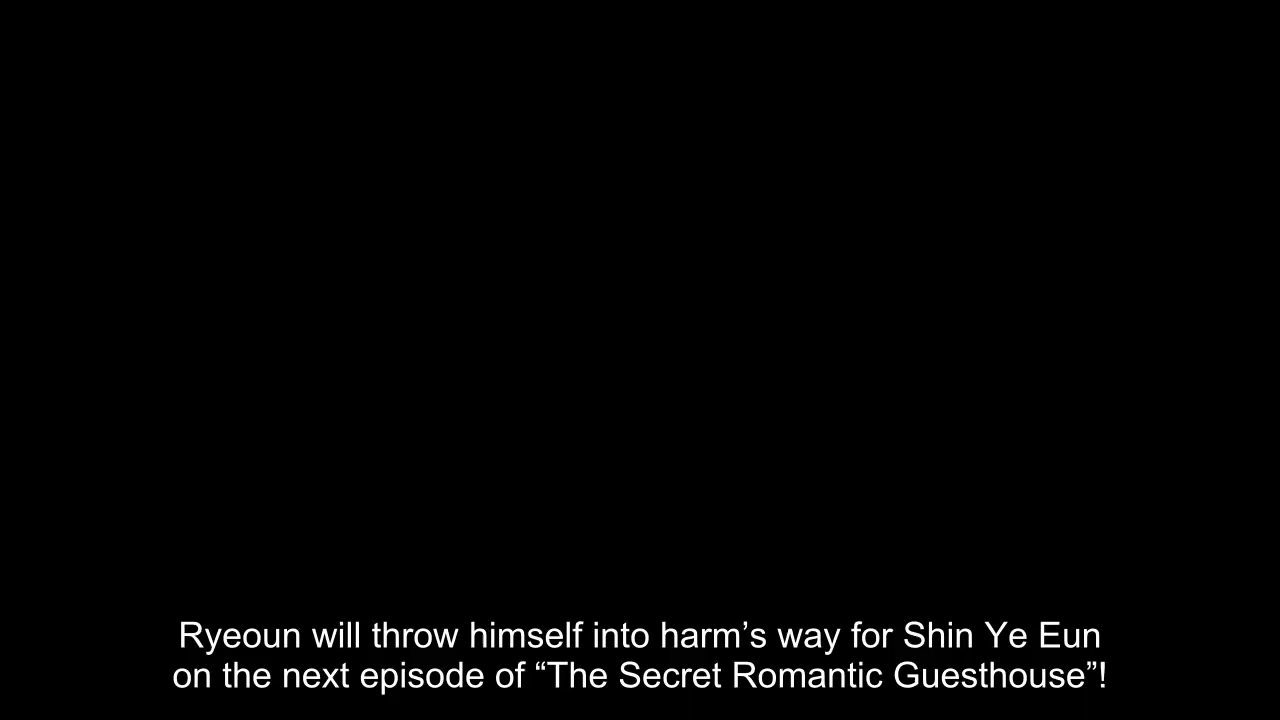 Ryeoun will throw himself into harm’s way for Shin Ye Eun
on the next episode of “The Secret Romantic Guesthouse”!